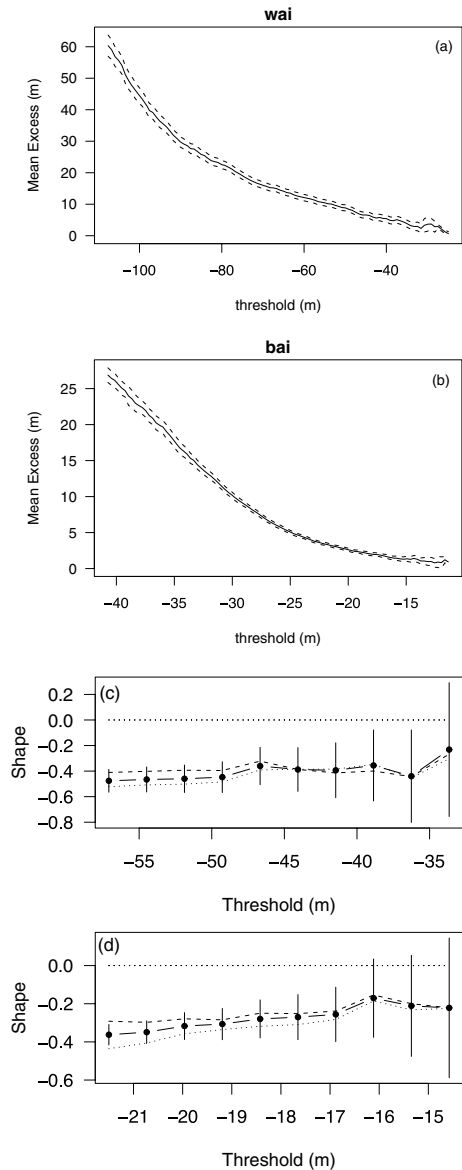 wai
(a)
60
50
40
30
20
10
0
Mean Excess (m)
−100 −80 −60 −40
threshold (m)
bai
(b)
25
20
15
10
5
0
Mean Excess (m)
−40 −35 −30 −25 −20 −15
threshold (m)
(c)
0.2
0.0
−0.2
−0.4
−0.6
−0.8
Shape
−55 −50 −45 −40 −35
Threshold (m)
(d)
0.0
−0.2
−0.4
−0.6
Shape
−21 −20 −19 −18 −17 −16 −15
Threshold (m)